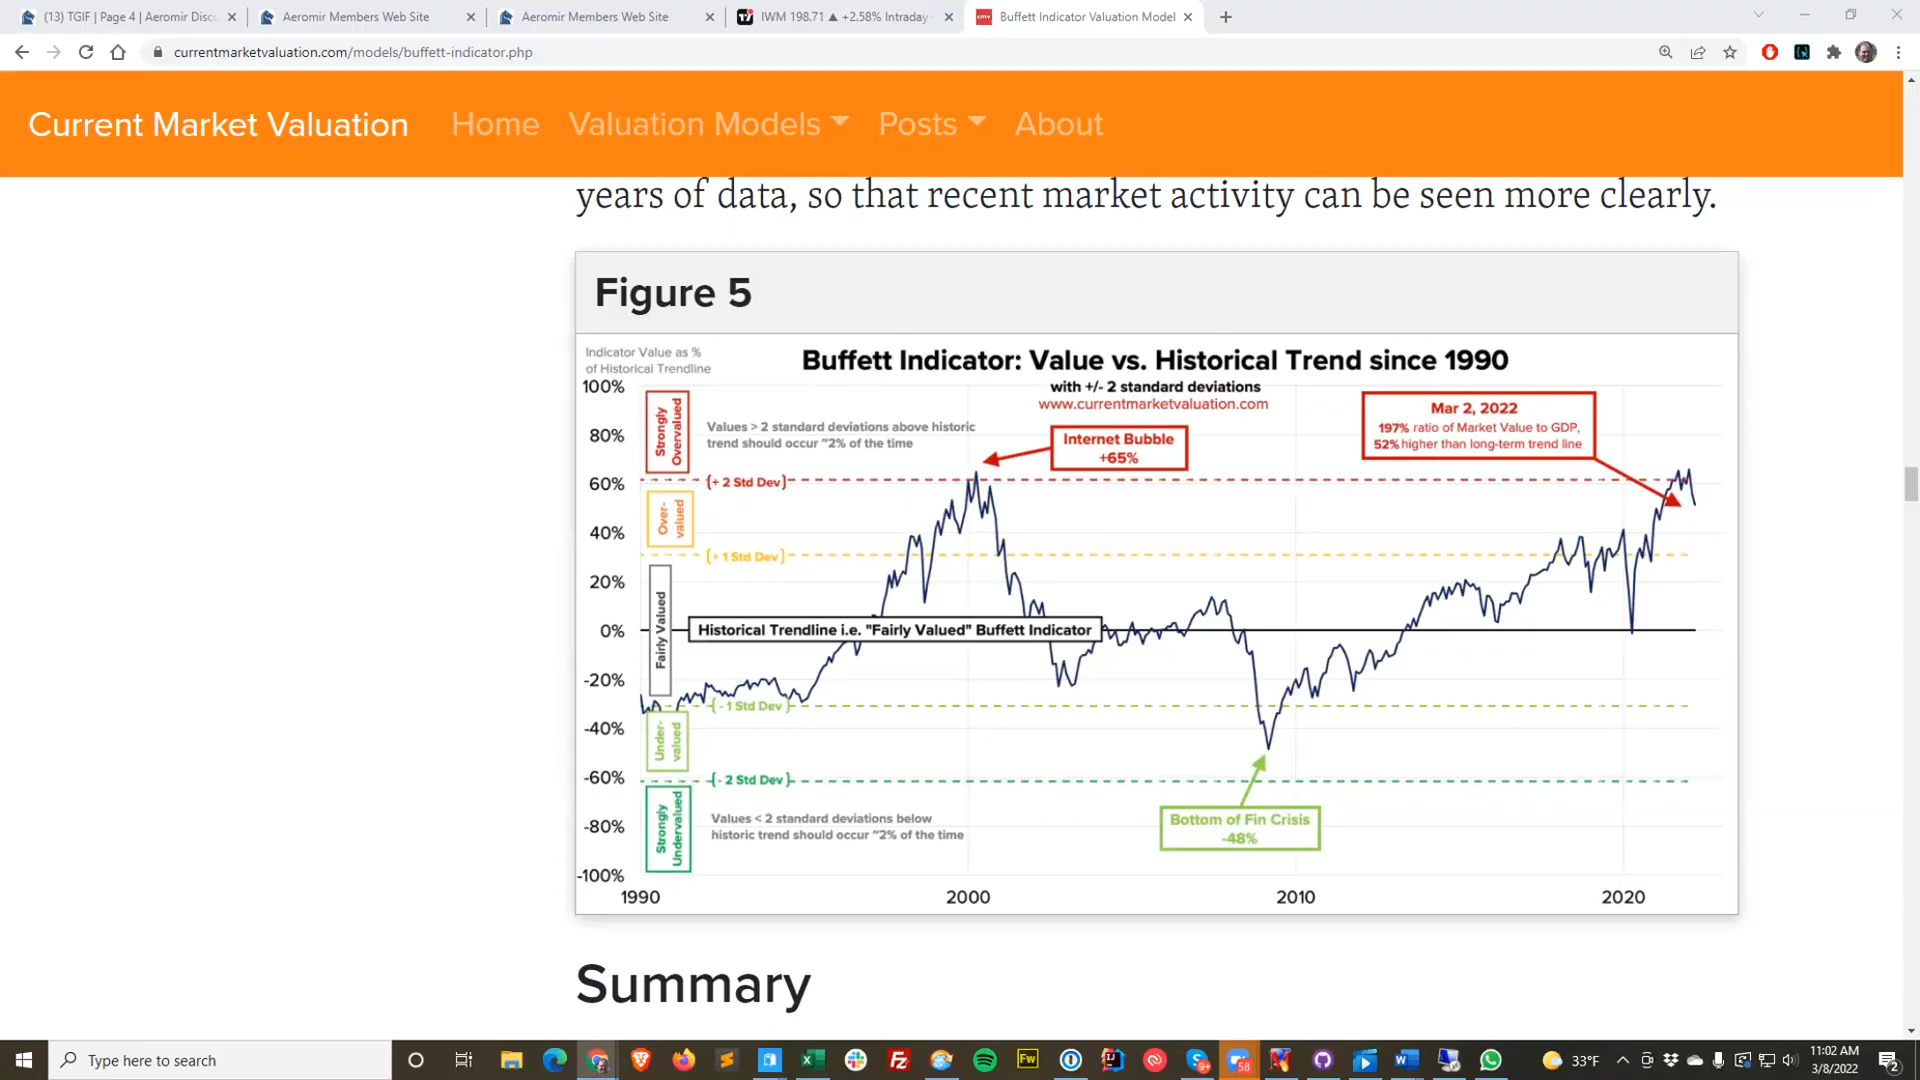 (13) TGIF | Page 4 | Aeromir Disc
Aeromir Members Web Site
Aeromir Members Web Site
IWM 198.71 ▲ +2.58% Intraday
Buffett Indicator Valuation Model
currentmarketvaluation.com/models/buffett-indicator.php
Current Market Valuation
Home
Valuation Models
Posts
About
years of data, so that recent market activity can be seen more clearly.
Figure 5
Indicator Value as %
of Historical Trendline
Buffett Indicator: Value vs. Historical Trend since 1990
with +/- 2 standard deviations
www.currentmarketvaluation.com
100%
80%
60%
40%
20%
0%
-20%
-40%
-60%
-80%
-100%
Strongly
Overvalued
Over-
valued
Fairly Valued
Under-
valued
Strongly
Undervalued
Values > 2 standard deviations above historic
trend should occur ~2% of the time
Internet Bubble
+65%
Mar 2, 2022
197% ratio of Market Value to GDP,
52% higher than long-term trend line
(+ 2 Std Dev)
(+ 1 Std Dev)
Historical Trendline i.e. "Fairly Valued" Buffett Indicator
(- 1 Std Dev)
(- 2 Std Dev)
Values < 2 standard deviations below
historic trend should occur ~2% of the time
Bottom of Fin Crisis
-48%
1990
2000
2010
2020
Summary
Type here to search
Fw
58
33°F
11:02 AM
3/8/2022
2